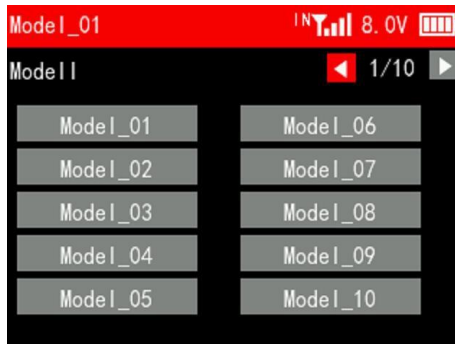 Model_01 IN 8.0V
Modell 1/10
Model_01 Model_06
Model_02 Model_07
Model_03 Model_08
Model_04 Model_09
Model_05 Model_10